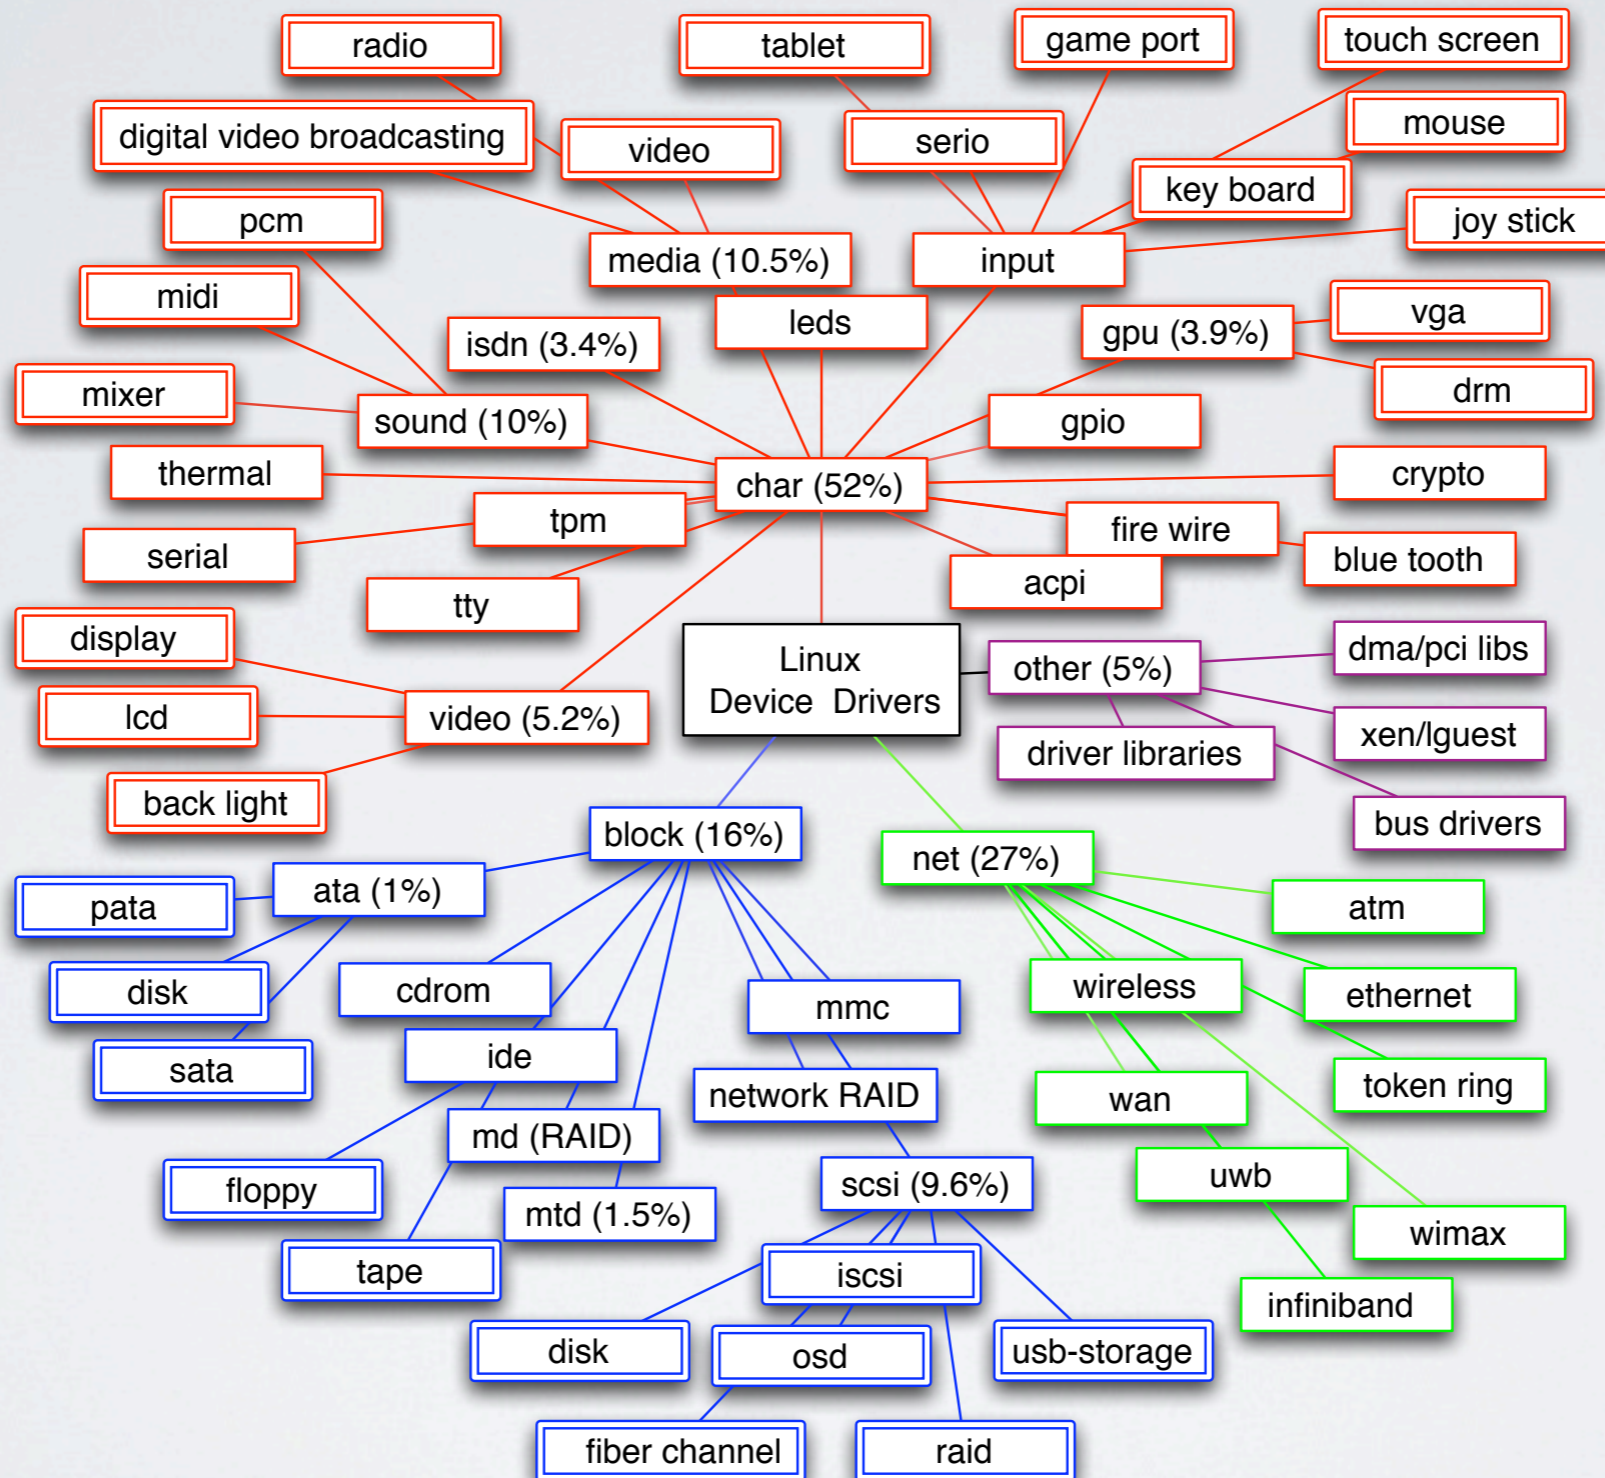 radio
tablet
game port
touch screen
digital video broadcasting
video
serio
mouse
key board
pcm
joy stick
media (10.5%)
input
midi
leds
vga
isdn (3.4%)
gpu (3.9%)
mixer
drm
sound (10%)
gpio
thermal
char (52%)
crypto
tpm
fire wire
serial
blue tooth
tty
acpi
display
Linux
Device Drivers
other (5%)
dma/pci libs
lcd
video (5.2%)
driver libraries
xen/lguest
back light
block (16%)
bus drivers
net (27%)
pata
ata (1%)
atm
disk
cdrom
mmc
wireless
ethernet
sata
ide
network RAID
wan
token ring
md (RAID)
floppy
scsi (9.6%)
uwb
mtd (1.5%)
wimax
tape
iscsi
infiniband
disk
osd
usb-storage
fiber channel
raid